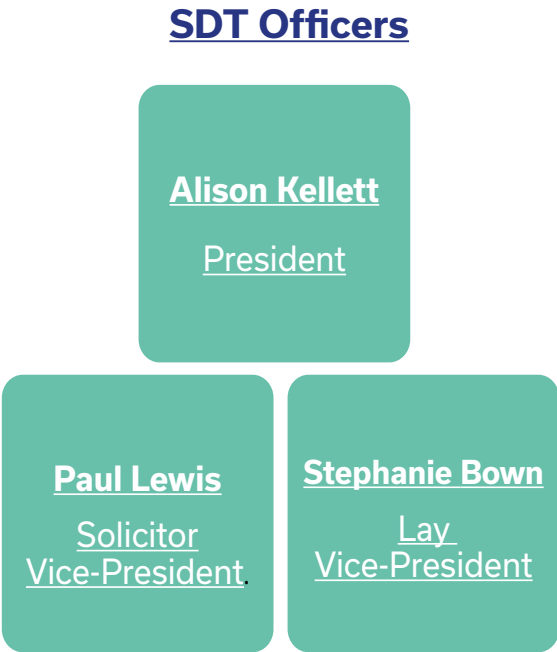 SDT Officers
Alison Kellett
President
Paul Lewis
Solicitor
Vice-President.
Stephanie Bown
Lay
Vice-President